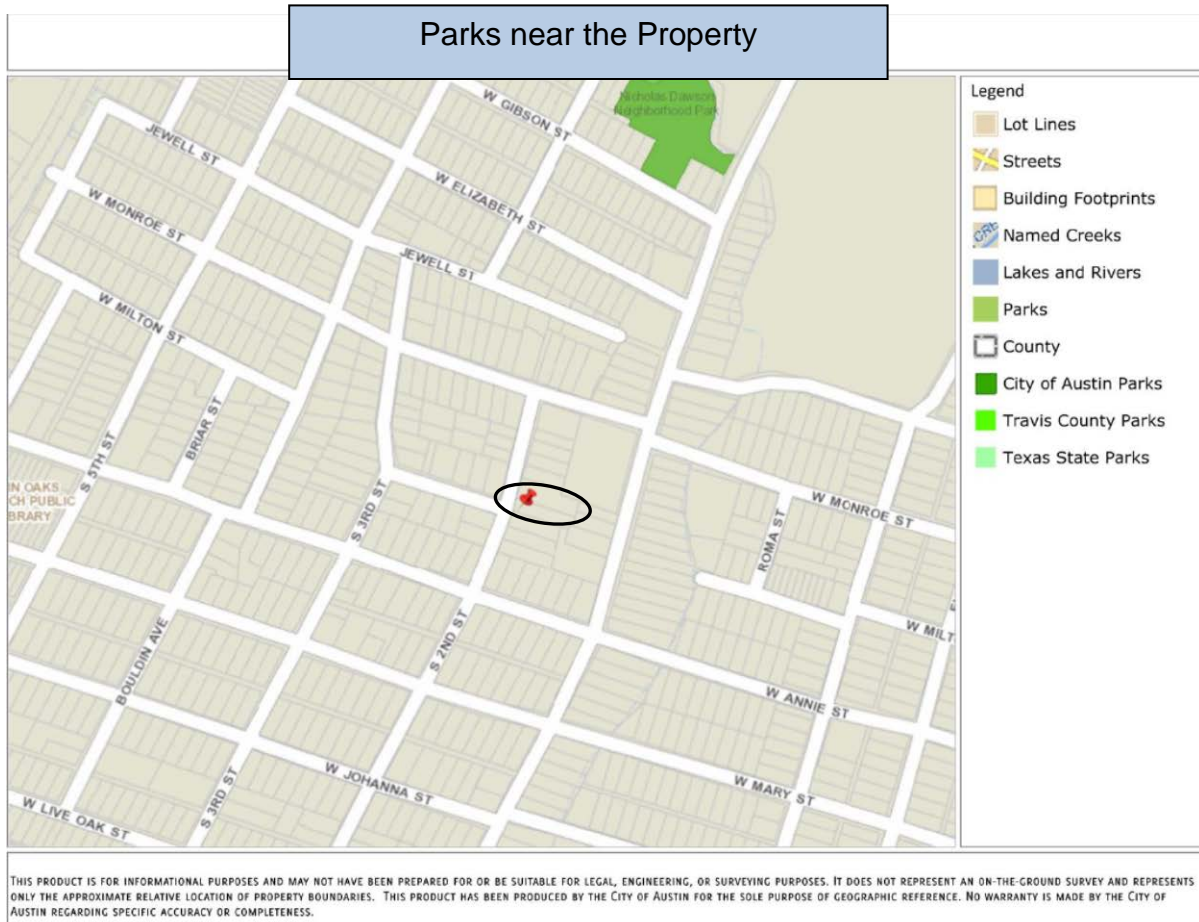 Parks near the Property
Nicholas Dawson
Neighborhood Park
W GIBSON ST
JEWELL ST
W ELIZABETH ST
W MONROE ST
JEWELL ST
W MILTON ST
BRIAR ST
S 5TH ST
IN OAKS
CH PUBLIC
BRARY
S 3RD ST
W MONROE ST
ROMA ST
W MILT
S 2ND ST
BOULDIN AVE
W ANNIE ST
W JOHANNA ST
W MARY ST
S 3RD ST
W LIVE OAK ST
Legend
Lot Lines
Streets
Building Footprints
CRE
Named Creeks
Lakes and Rivers
Parks
County
City of Austin Parks
Travis County Parks
Texas State Parks
THIS PRODUCT IS FOR INFORMATIONAL PURPOSES AND MAY NOT HAVE BEEN PREPARED FOR OR BE SUITABLE FOR LEGAL, ENGINEERING, OR SURVEYING PURPOSES. IT DOES NOT REPRESENT AN ON-THE-GROUND SURVEY AND REPRESENTS
ONLY THE APPROXIMATE RELATIVE LOCATION OF PROPERTY BOUNDARIES. THIS PRODUCT HAS BEEN PRODUCED BY THE CITY OF AUSTIN FOR THE SOLE PURPOSE OF GEOGRAPHIC REFERENCE. NO WARRANTY IS MADE BY THE CITY OF
AUSTIN REGARDING SPECIFIC ACCURACY OR COMPLETENESS.